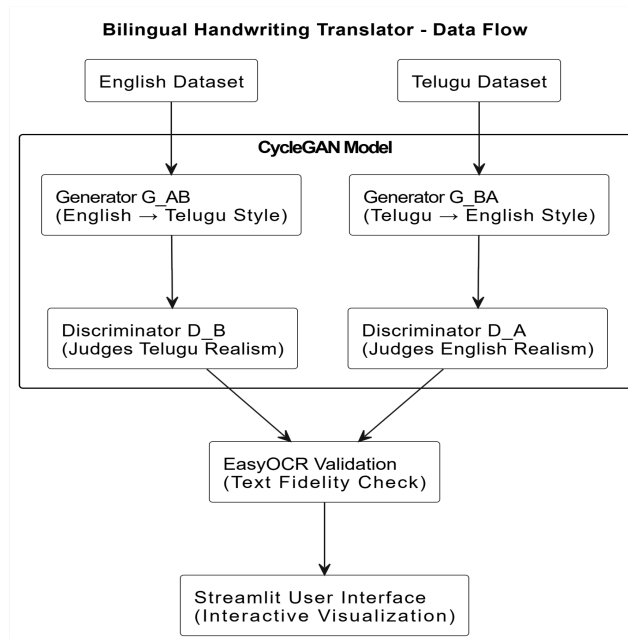 Bilingual Handwriting Translator - Data Flow
English Dataset
Telugu Dataset
CycleGAN Model
Generator G_AB
(English → Telugu Style)
Generator G_BA
(Telugu → English Style)
Discriminator D_B
(Judges Telugu Realism)
Discriminator D_A
(Judges English Realism)
EasyOCR Validation
(Text Fidelity Check)
Streamlit User Interface
(Interactive Visualization)